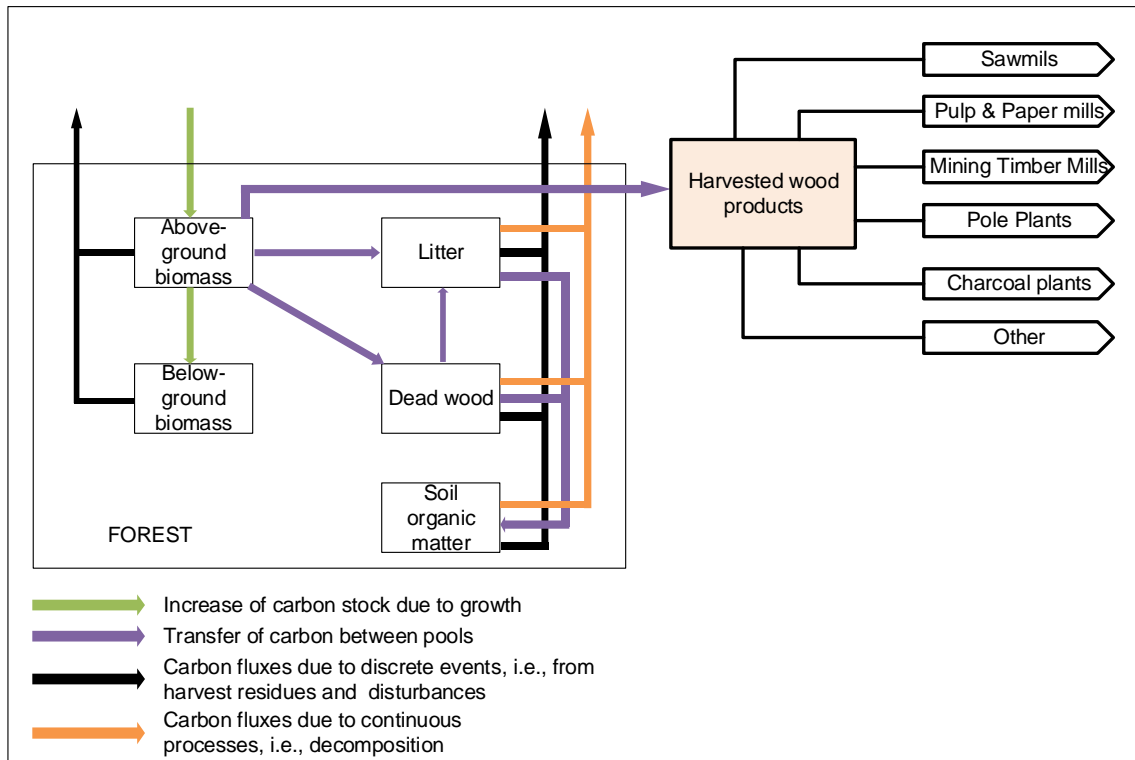 Sawmils
Pulp & Paper mills
Mining Timber Mills
Pole Plants
Charcoal plants
Other
Harvested wood
products
Above-
ground
biomass
Litter
Below-
ground
biomass
Dead wood
Soil
organic
matter
FOREST
Increase of carbon stock due to growth
Transfer of carbon between pools
Carbon fluxes due to discrete events, i.e., from
harvest residues and disturbances
Carbon fluxes due to continuous
processes, i.e., decomposition